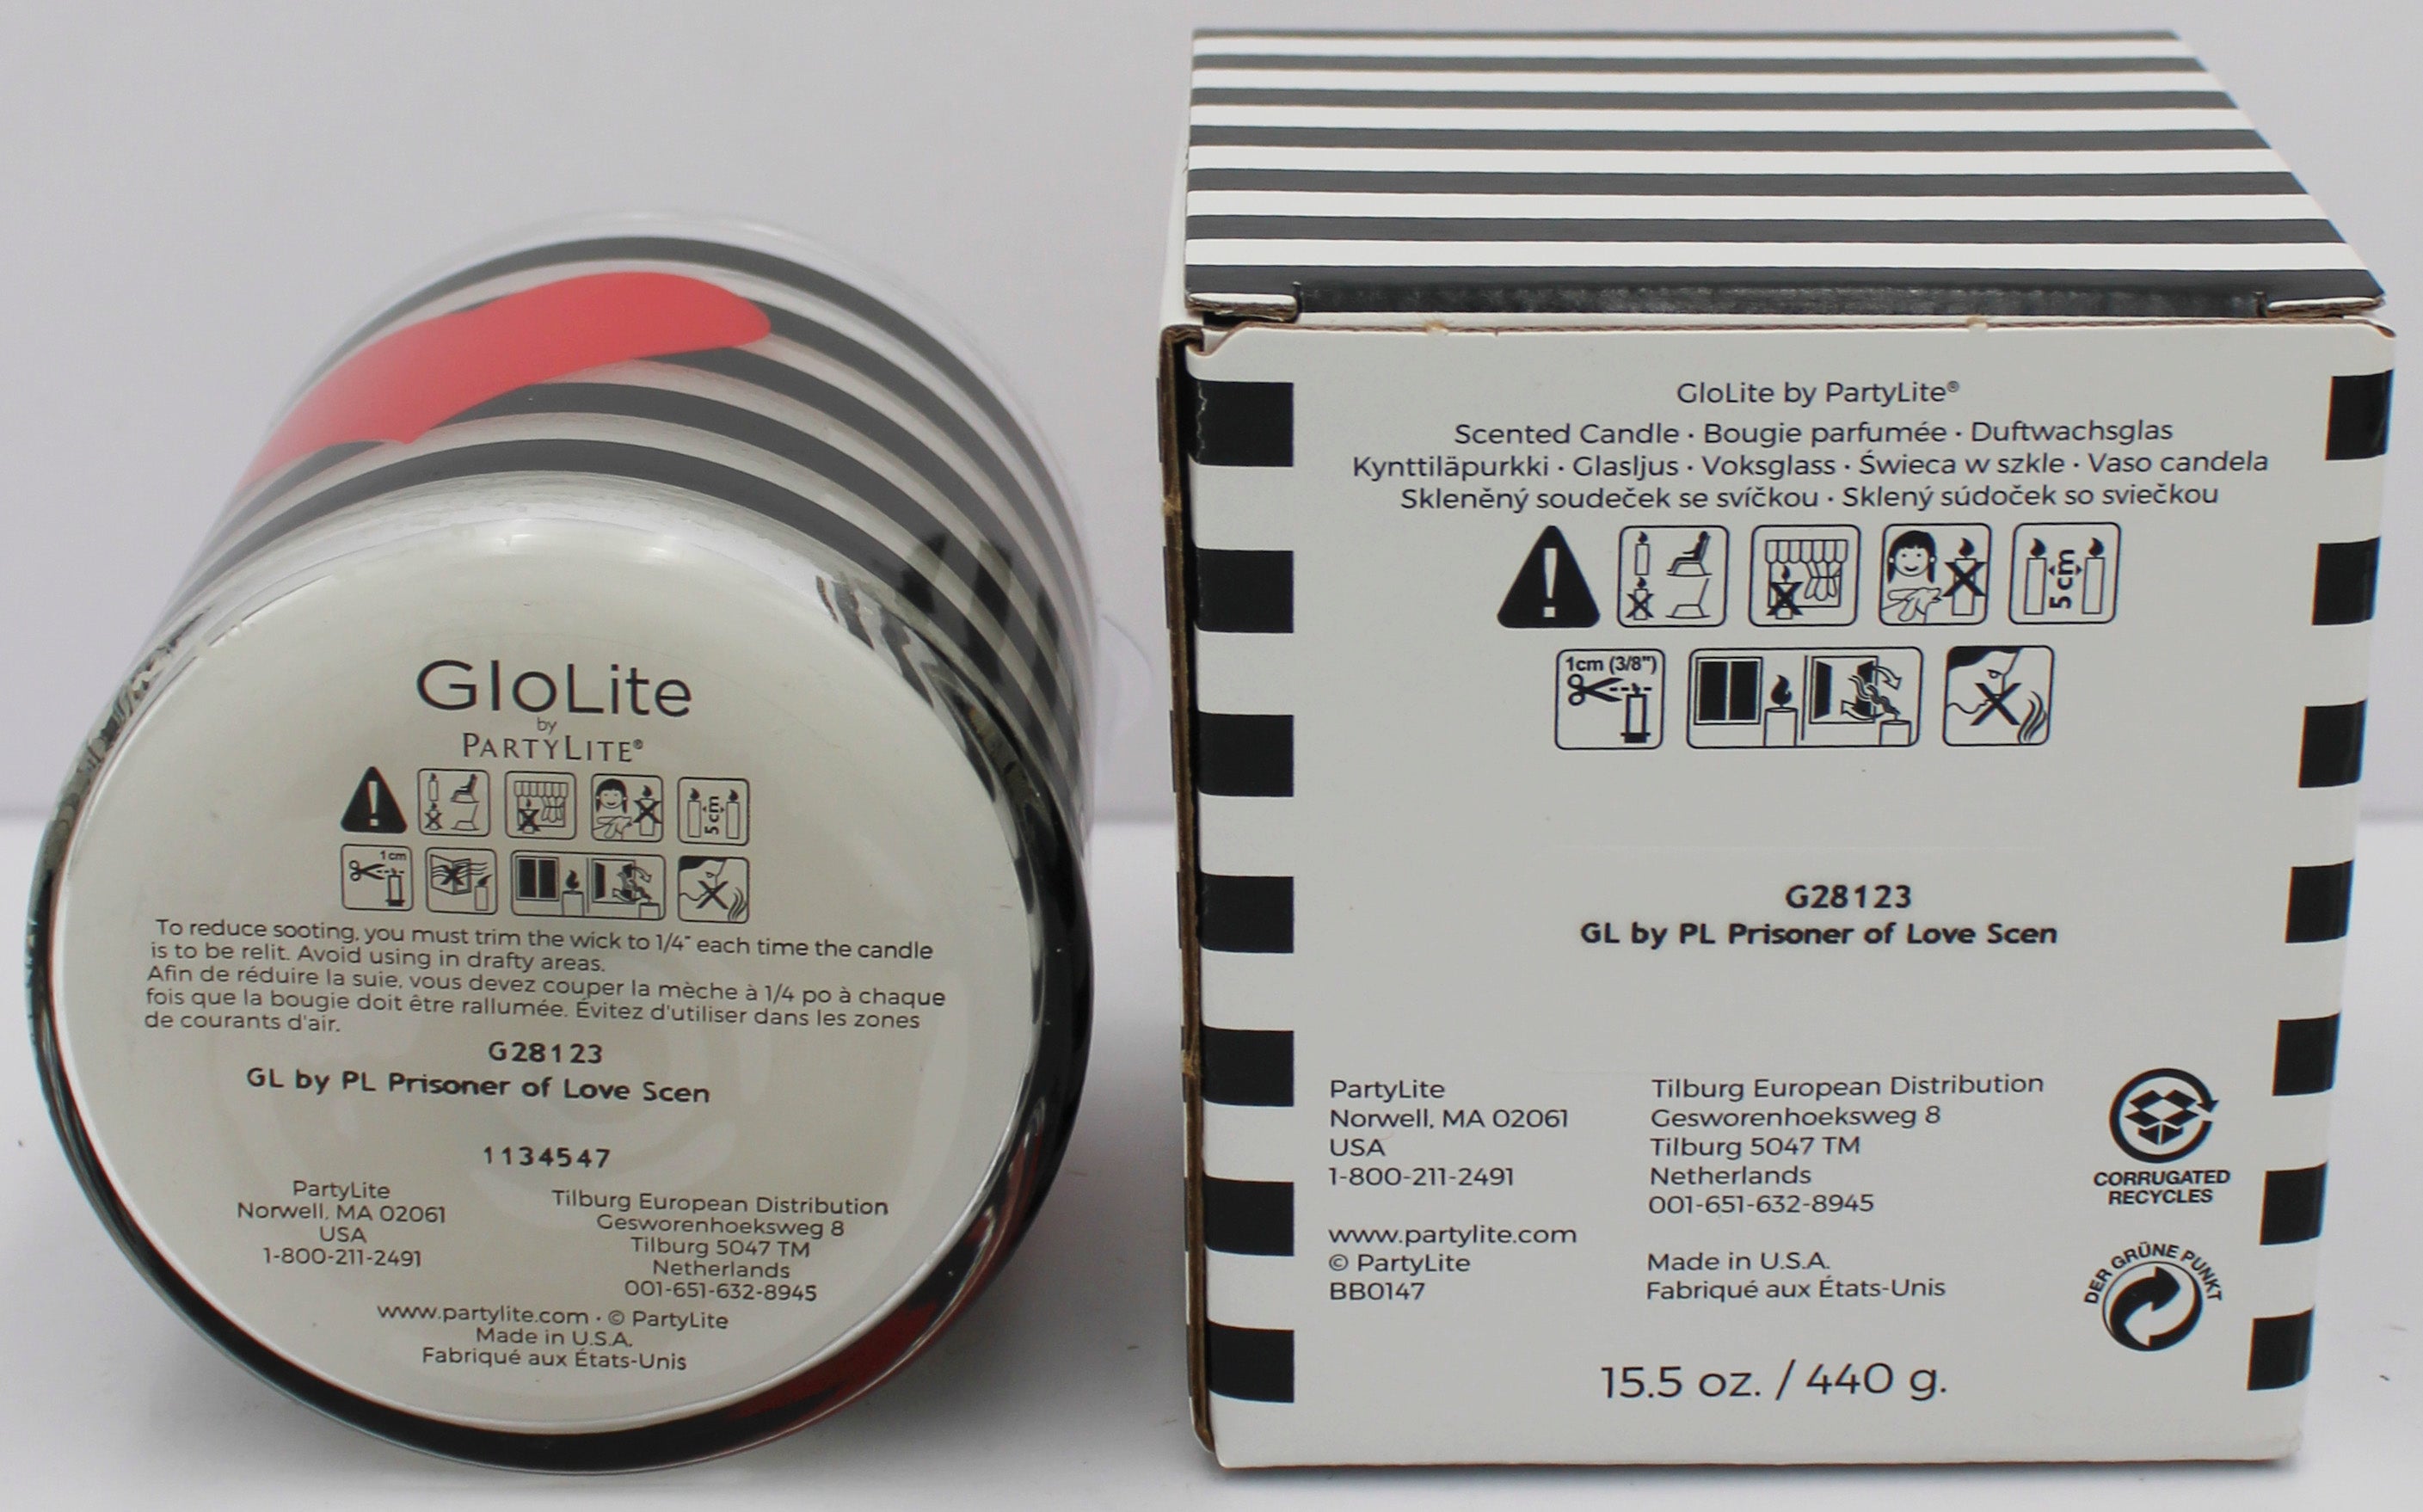 GloLite
by
PARTYLITE®
5cm
1cm
To reduce sooting, you must trim the wick to 1/4" each time the candle
is to be relit. Avoid using in drafty areas.
Afin de réduire la suie, vous devez couper la mèche à 1/4 po à chaque
fois que la bougie doit être rallumée. Évitez d'utiliser dans les zones
de courants d'air.
G28123
GL by PL Prisoner of Love Scen
1134547
PartyLite
Norwell, MA 02061
USA
1-800-211-2491
Tilburg European Distribution
Gesworenhoeksweg 8
Tilburg 5047 TM
Netherlands
001-651-632-8945
www.partylite.com · © PartyLite
Made in U.S.A.
Fabriqué aux États-Unis
GloLite by PartyLite®
Scented Candle · Bougie parfumée · Duftwachsglas
Kynttiläpurkki · Glasljus · Voksglass · Świeca w szkle · Vaso candela
Skleněný soudeček se svíčkou · Sklený súdoček so sviečkou
5cm
1cm (3/8")
G28123
GL by PL Prisoner of Love Scen
PartyLite
Norwell, MA 02061
USA
1-800-211-2491
www.partylite.com
© PartyLite
BB0147
Tilburg European Distribution
Gesworenhoeksweg 8
Tilburg 5047 TM
Netherlands
001-651-632-8945
Made in U.S.A.
Fabriqué aux États-Unis
CORRUGATED
RECYCLES
DER GRÜNE PUNKT
15.5 oz. / 440 g.